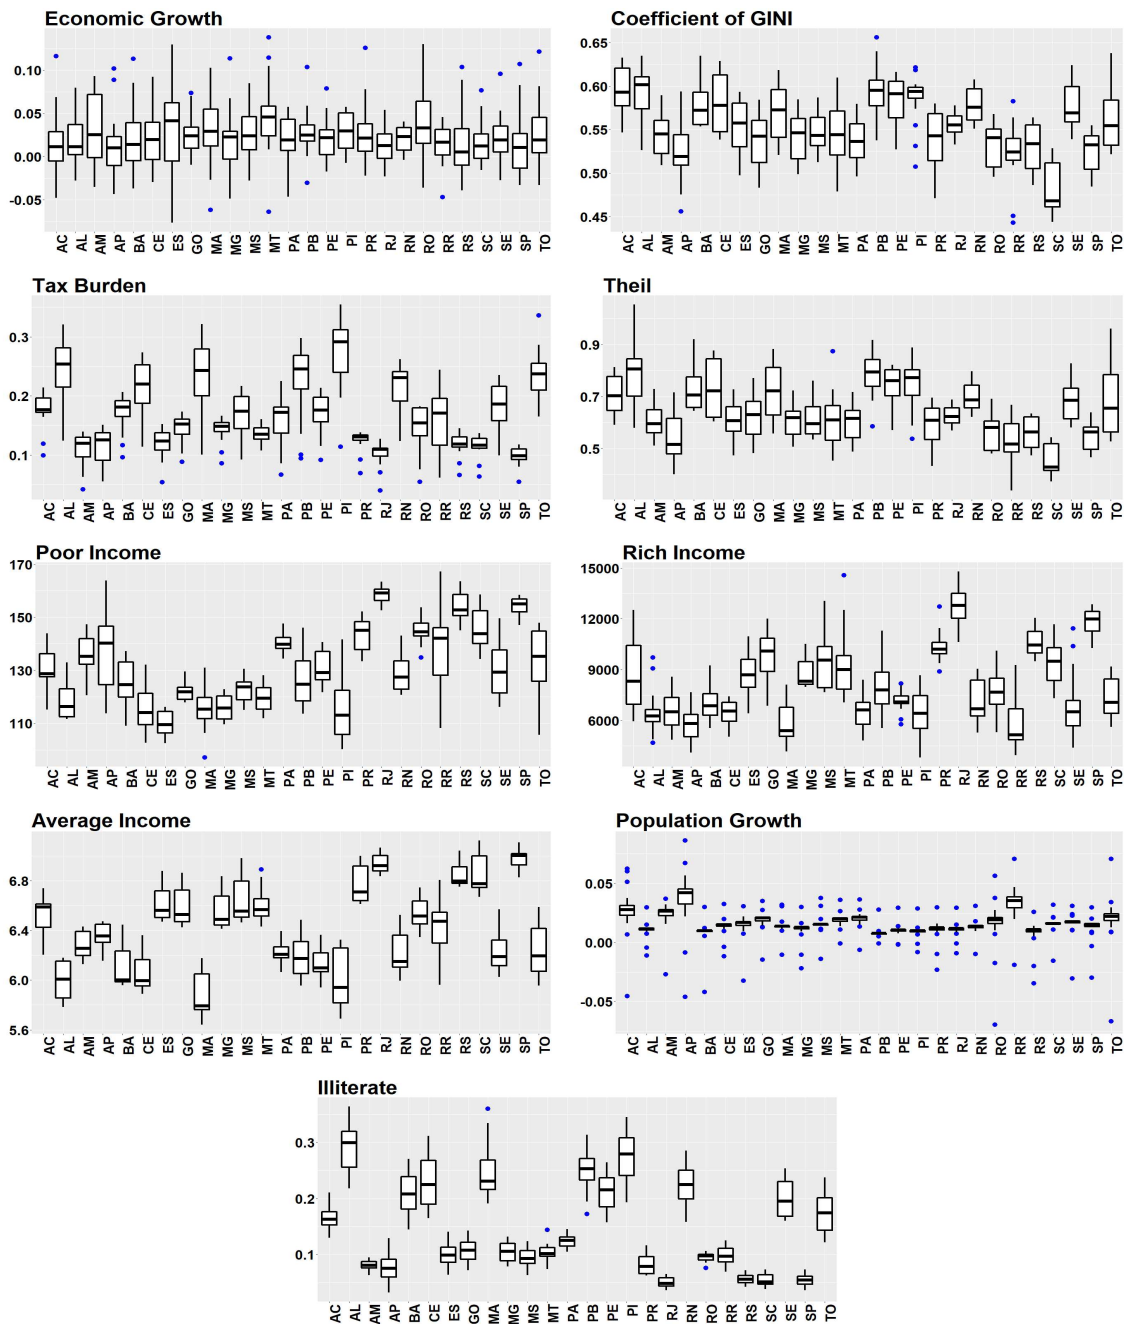 Economic Growth
0.10
0.05
0.00
-0.05
AC AL AM AP BA CE ES GO MA MG MS MT PA PB PE PI PR RJ RN RO RR RS SC SE SP TO
Coefficient of GINI
0.65
0.60
0.55
0.50
0.45
AC AL AM AP BA CE ES GO MA MG MS MT PA PB PE PI PR RJ RN RO RR RS SC SE SP TO
Tax Burden
0.3
0.2
0.1
AC AL AM AP BA CE ES GO MA MG MS MT PA PB PE PI PR RJ RN RO RR RS SC SE SP TO
Theil
0.9
0.7
0.5
AC AL AM AP BA CE ES GO MA MG MS MT PA PB PE PI PR RJ RN RO RR RS SC SE SP TO
Poor Income
170
150
130
110
AC AL AM AP BA CE ES GO MA MG MS MT PA PB PE PI PR RJ RN RO RR RS SC SE SP TO
Rich Income
15000
12000
9000
6000
AC AL AM AP BA CE ES GO MA MG MS MT PA PB PE PI PR RJ RN RO RR RS SC SE SP TO
Average Income
6.8
6.4
6.0
5.6
AC AL AM AP BA CE ES GO MA MG MS MT PA PB PE PI PR RJ RN RO RR RS SC SE SP TO
Population Growth
0.05
0.00
-0.05
AC AL AM AP BA CE ES GO MA MG MS MT PA PB PE PI PR RJ RN RO RR RS SC SE SP TO
Illiterate
0.3
0.2
0.1
AC AL AM AP BA CE ES GO MA MG MS MT PA PB PE PI PR RJ RN RO RR RS SC SE SP TO